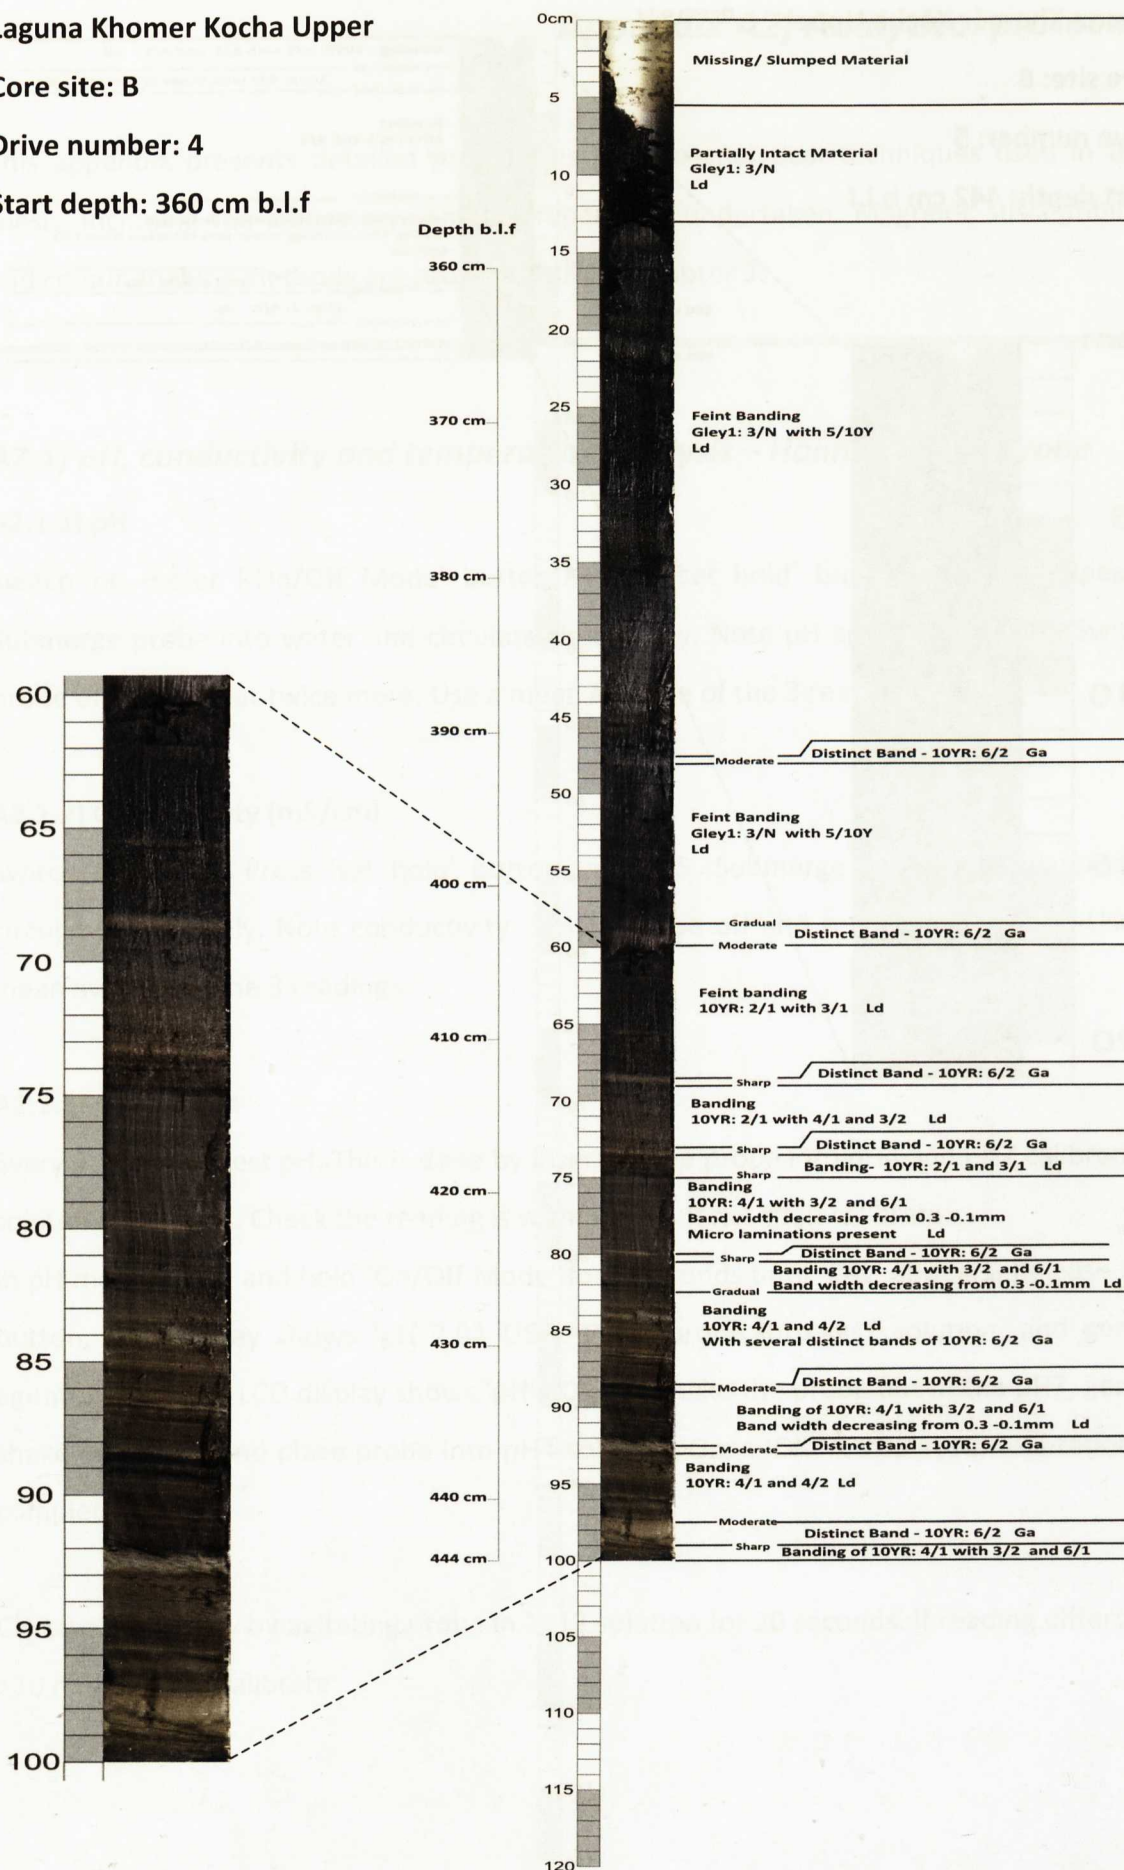 Laguna Khomer Kocha Upper
Core site: B
Drive number: 4
Start depth: 360 cm b.l.f
Depth b.l.f
360 cm
370 cm
380 cm
390 cm
400 cm
410 cm
420 cm
430 cm
440 cm
444 cm
60
65
70
75
80
85
90
95
100
0cm
5
10
15
20
25
30
35
40
45
50
55
60
65
70
75
80
85
90
95
100
105
110
115
120
Missing/ Slumped Material
Partially Intact Material
Gley1: 3/N
Ld
Feint Banding
Gley1: 3/N with 5/10Y
Ld
Distinct Band - 10YR: 6/2 Ga
Moderate
Feint Banding
Gley1: 3/N with 5/10Y
Ld
Gradual
Distinct Band - 10YR: 6/2 Ga
Moderate
Feint banding
10YR: 2/1 with 3/1 Ld
Distinct Band - 10YR: 6/2 Ga
Sharp
Banding
10YR: 2/1 with 4/1 and 3/2 Ld
Distinct Band - 10YR: 6/2 Ga
Sharp
Banding- 10YR: 2/1 and 3/1 Ld
Sharp
Banding
10YR: 4/1 with 3/2 and 6/1
Band width decreasing from 0.3 -0.1mm
Micro laminations present Ld
Distinct Band - 10YR: 6/2 Ga
Sharp
Banding 10YR: 4/1 with 3/2 and 6/1
Band width decreasing from 0.3 -0.1mm Ld
Gradual
Banding
10YR: 4/1 and 4/2 Ld
With several distinct bands of 10YR: 6/2 Ga
Distinct Band - 10YR: 6/2 Ga
Moderate
Banding of 10YR: 4/1 with 3/2 and 6/1
Band width decreasing from 0.3 -0.1mm Ld
Distinct Band - 10YR: 6/2 Ga
Moderate
Banding
10YR: 4/1 and 4/2 Ld
Moderate
Distinct Band - 10YR: 6/2 Ga
Sharp
Banding of 10YR: 4/1 with 3/2 and 6/1